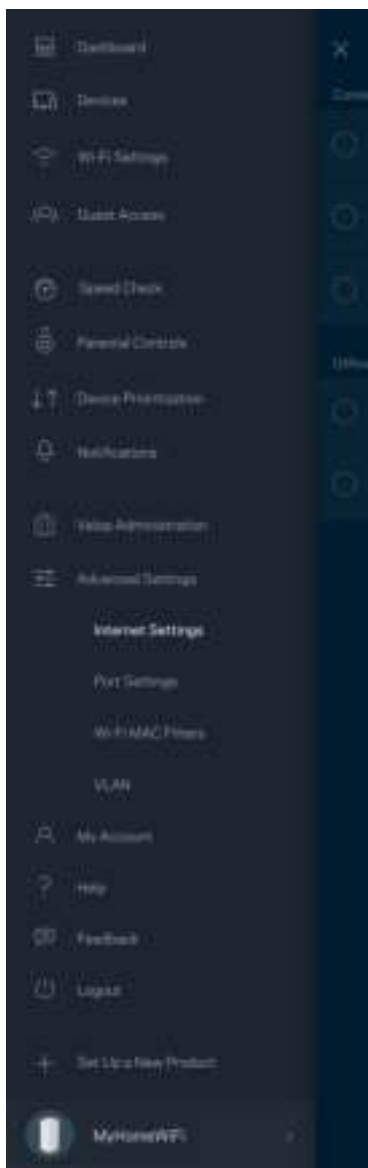 Dashboard
Devices
Wi-Fi Settings
Guest Access
Speed Check
Parental Controls
Device Prioritization
Notifications
Velop Administration
Advanced Settings
Internet Settings
Port Settings
Wi-Fi MAC Filters
VLAN
My Account
Help
Feedback
Logout
Set Up a New Product
MyHomeWiFi